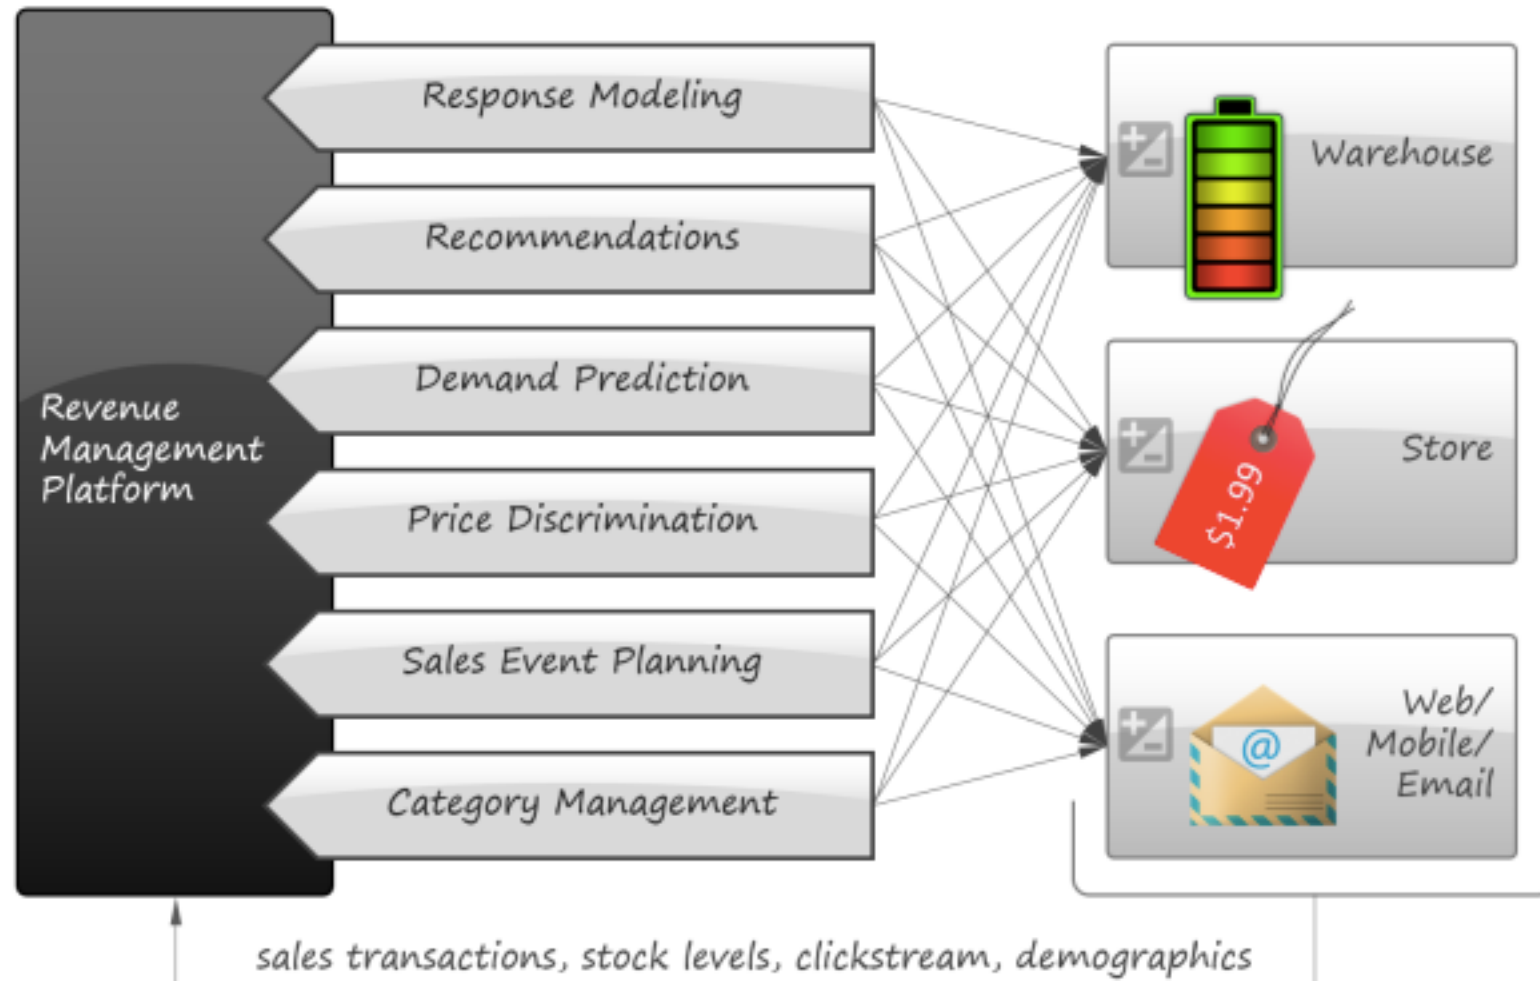 Revenue
Management
Platform
Response Modeling
Recommendations
Demand Prediction
Price Discrimination
Sales Event Planning
Category Management
Warehouse
Store
$1.99
Web/
Mobile/
Email
@
sales transactions, stock levels, clickstream, demographics